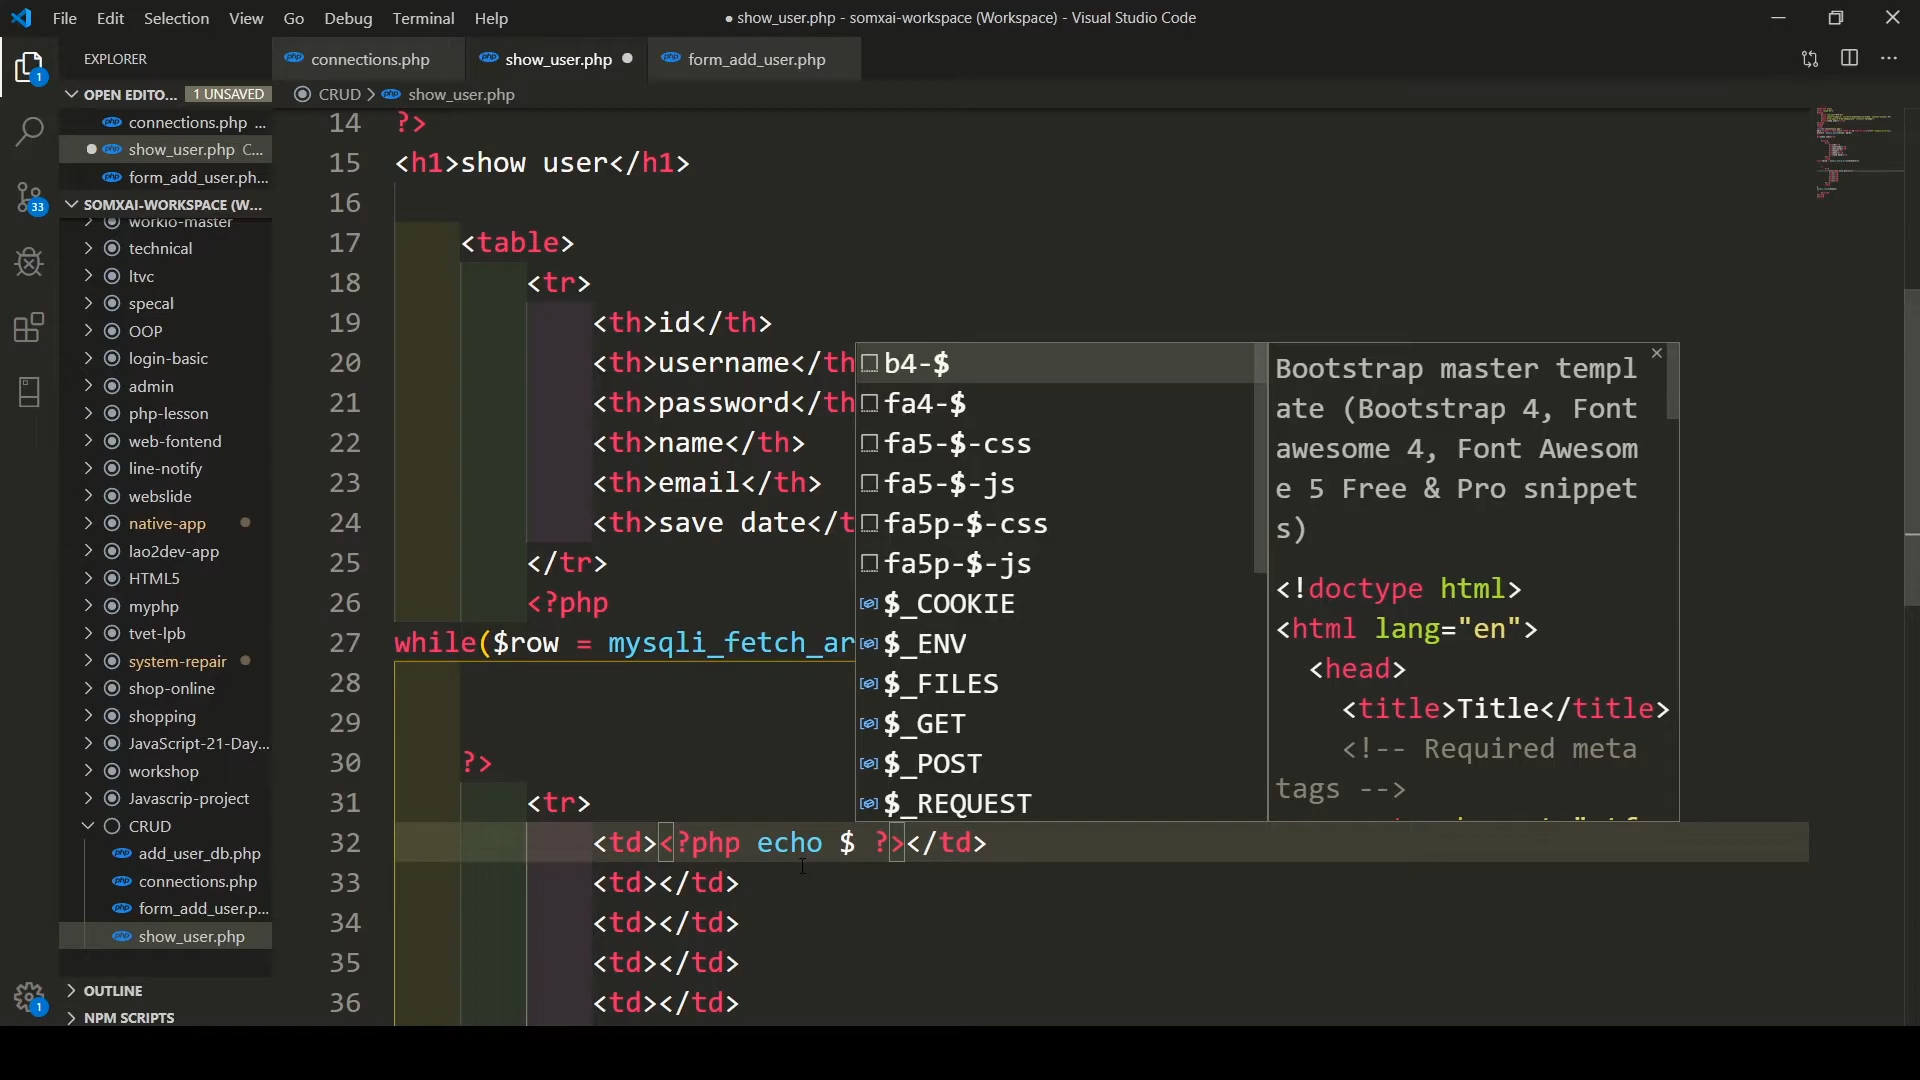 File Edit Selection View Go Debug Terminal Help
● show_user.php - somxai-workspace (Workspace) - Visual Studio Code
EXPLORER
connections.php
show_user.php
form_add_user.php
OPEN EDITO... 1 UNSAVED
CRUD > show_user.php
connections.php ...
show_user.php C...
form_add_user.ph...
SOMXAI-WORKSPACE (W...
workio-master
technical
ltvc
specal
OOP
login-basic
admin
php-lesson
web-fontend
line-notify
webslide
native-app
lao2dev-app
HTML5
myphp
tvet-lpb
system-repair
shop-online
shopping
JavaScript-21-Day...
workshop
Javascrip-project
CRUD
add_user_db.php
connections.php
form_add_user.p...
show_user.php
OUTLINE
NPM SCRIPTS
1
33
1
14 ?>
15 <h1>show user</h1>
16
17 <table>
18 <tr>
19 <th>id</th>
20 <th>username</th
21 <th>password</th
22 <th>name</th>
23 <th>email</th>
24 <th>save date</t
25 </tr>
26 <?php
27 while($row = mysqli_fetch_ar
28
29
30 ?>
31 <tr>
32 <td><?php echo $ ?></td>
33 <td></td>
34 <td></td>
35 <td></td>
36 <td></td>
b4-$
fa4-$
fa5-$-css
fa5-$-js
fa5p-$-css
fa5p-$-js
$_COOKIE
$_ENV
$_FILES
$_GET
$_POST
$_REQUEST
Bootstrap master templ
ate (Bootstrap 4, Font
awesome 4, Font Awesom
e 5 Free & Pro snippet
s)
<!doctype html>
<html lang="en">
<head>
<title>Title</title>
<!-- Required meta
tags -->